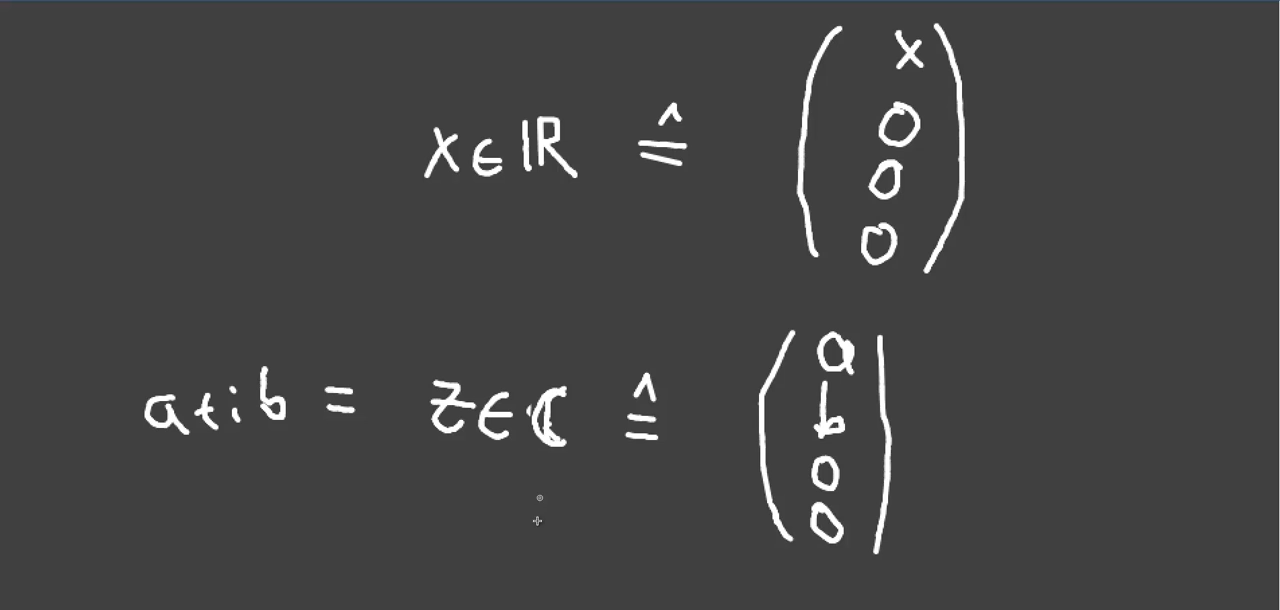 x ∈ ℝ ≙ ( x
0
0
0 )
a + ib = z ∈ ℂ ≙ ( a
b
0
0 )